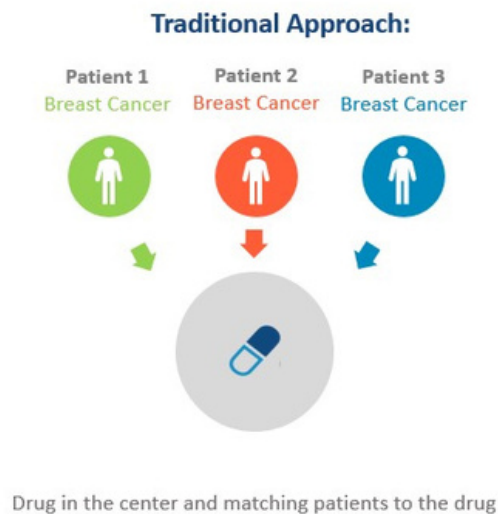 Traditional Approach:
Patient 1 Patient 2 Patient 3
Breast Cancer Breast Cancer Breast Cancer
Drug in the center and matching patients to the drug